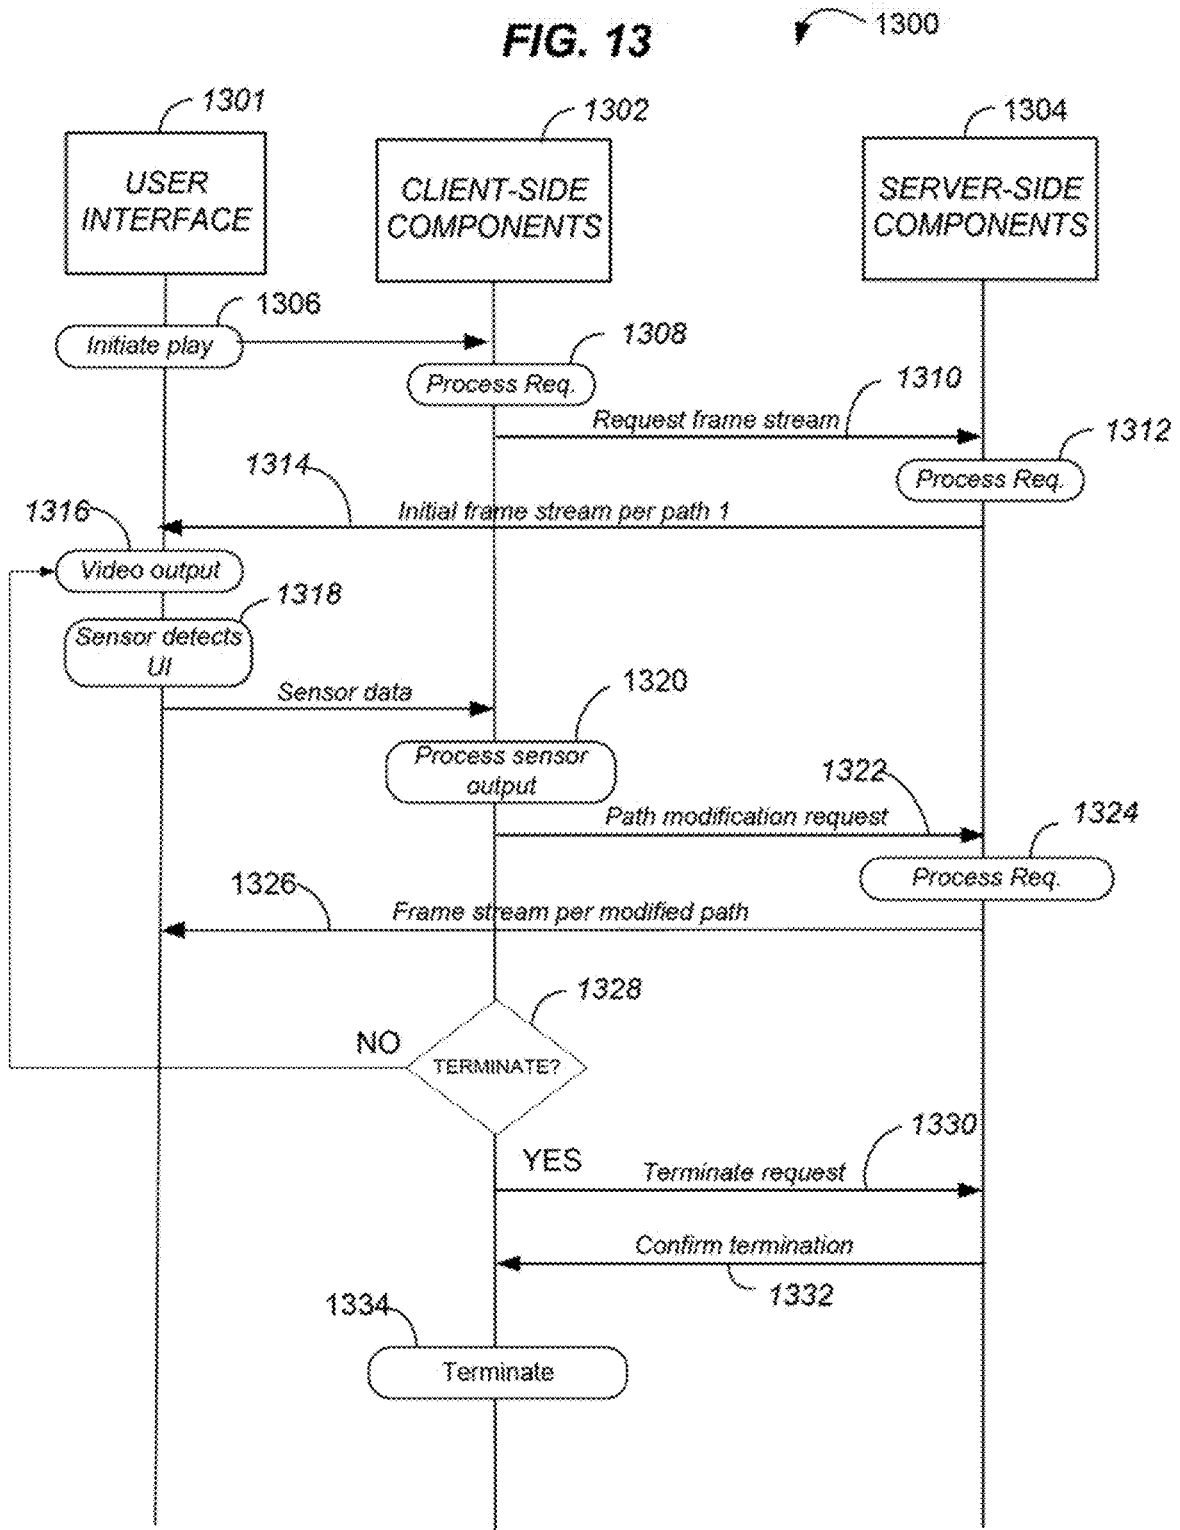 FIG. 13
1300
1301
1302
1304
USER
INTERFACE
CLIENT-SIDE
COMPONENTS
SERVER-SIDE
COMPONENTS
1306
Initiate play
1308
Process Req.
1310
Request frame stream
1312
Process Req.
1314
Initial frame stream per path 1
1316
Video output
1318
Sensor detects
UI
Sensor data
1320
Process sensor
output
1322
Path modification request
1324
Process Req.
1326
Frame stream per modified path
1328
NO
TERMINATE?
YES
1330
Terminate request
Confirm termination
1332
1334
Terminate